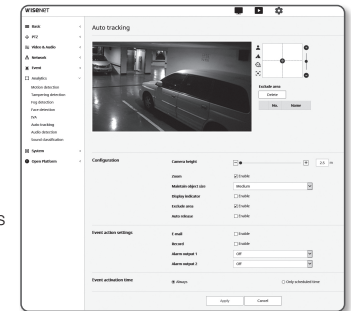 WISENET
Basic
PTZ
Video & Audio
Network
Event
Analytics
Motion detection
Tampering detection
Fog detection
Face detection
IVA
Auto tracking
Audio detection
Sound classification
System
Open Platform
Auto tracking
Exclude area
Delete
No. Name
Configuration
Camera height 2.5 m
Zoom Enable
Maintain object size Medium
Display indicator Enable
Exclude area Enable
Auto release Enable
Event action settings
E-mail Enable
Record Enable
Alarm output 1 Off
Alarm output 2 Off
Event activation time
Always Only scheduled time
Apply Cancel
s